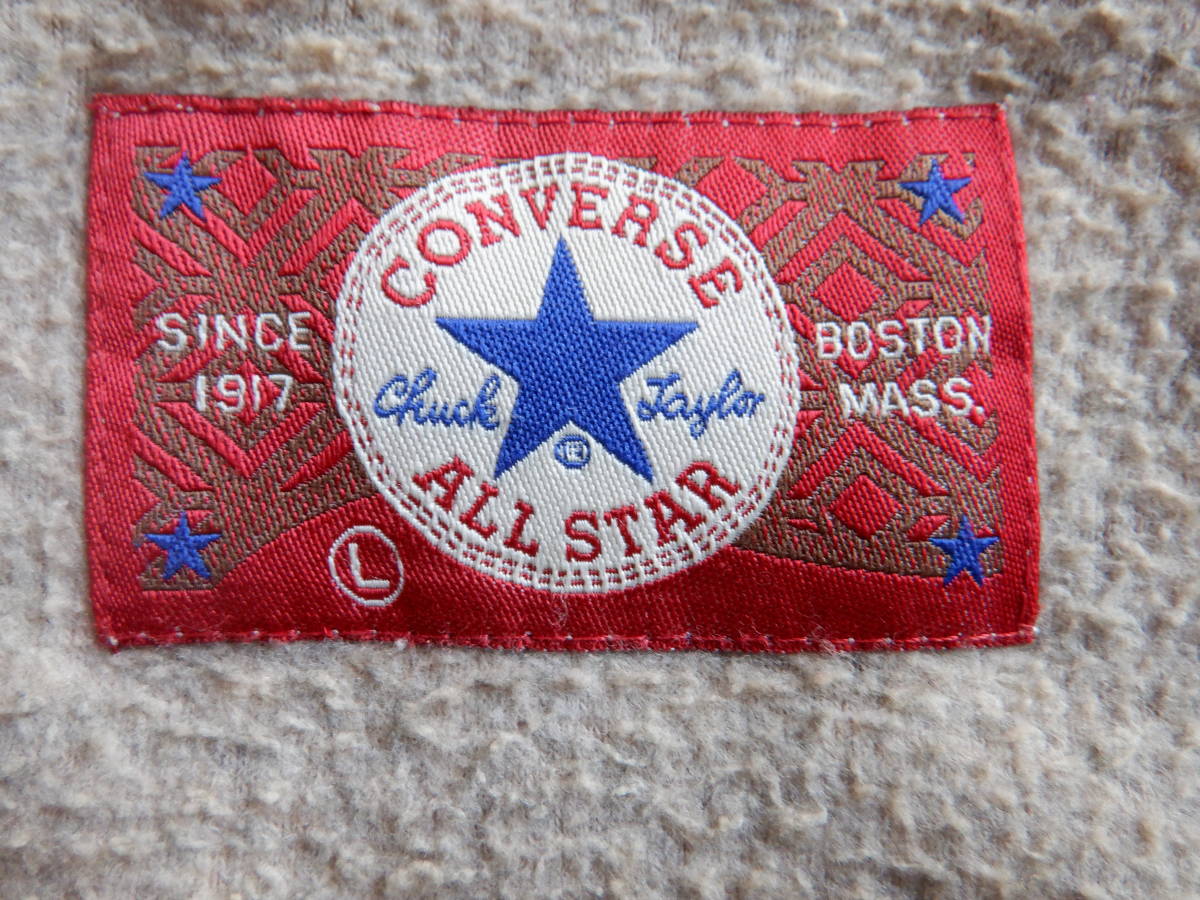 CONVERSE
SINCE
1917
Chuck Taylor
®
ALL STAR
BOSTON
MASS.
L